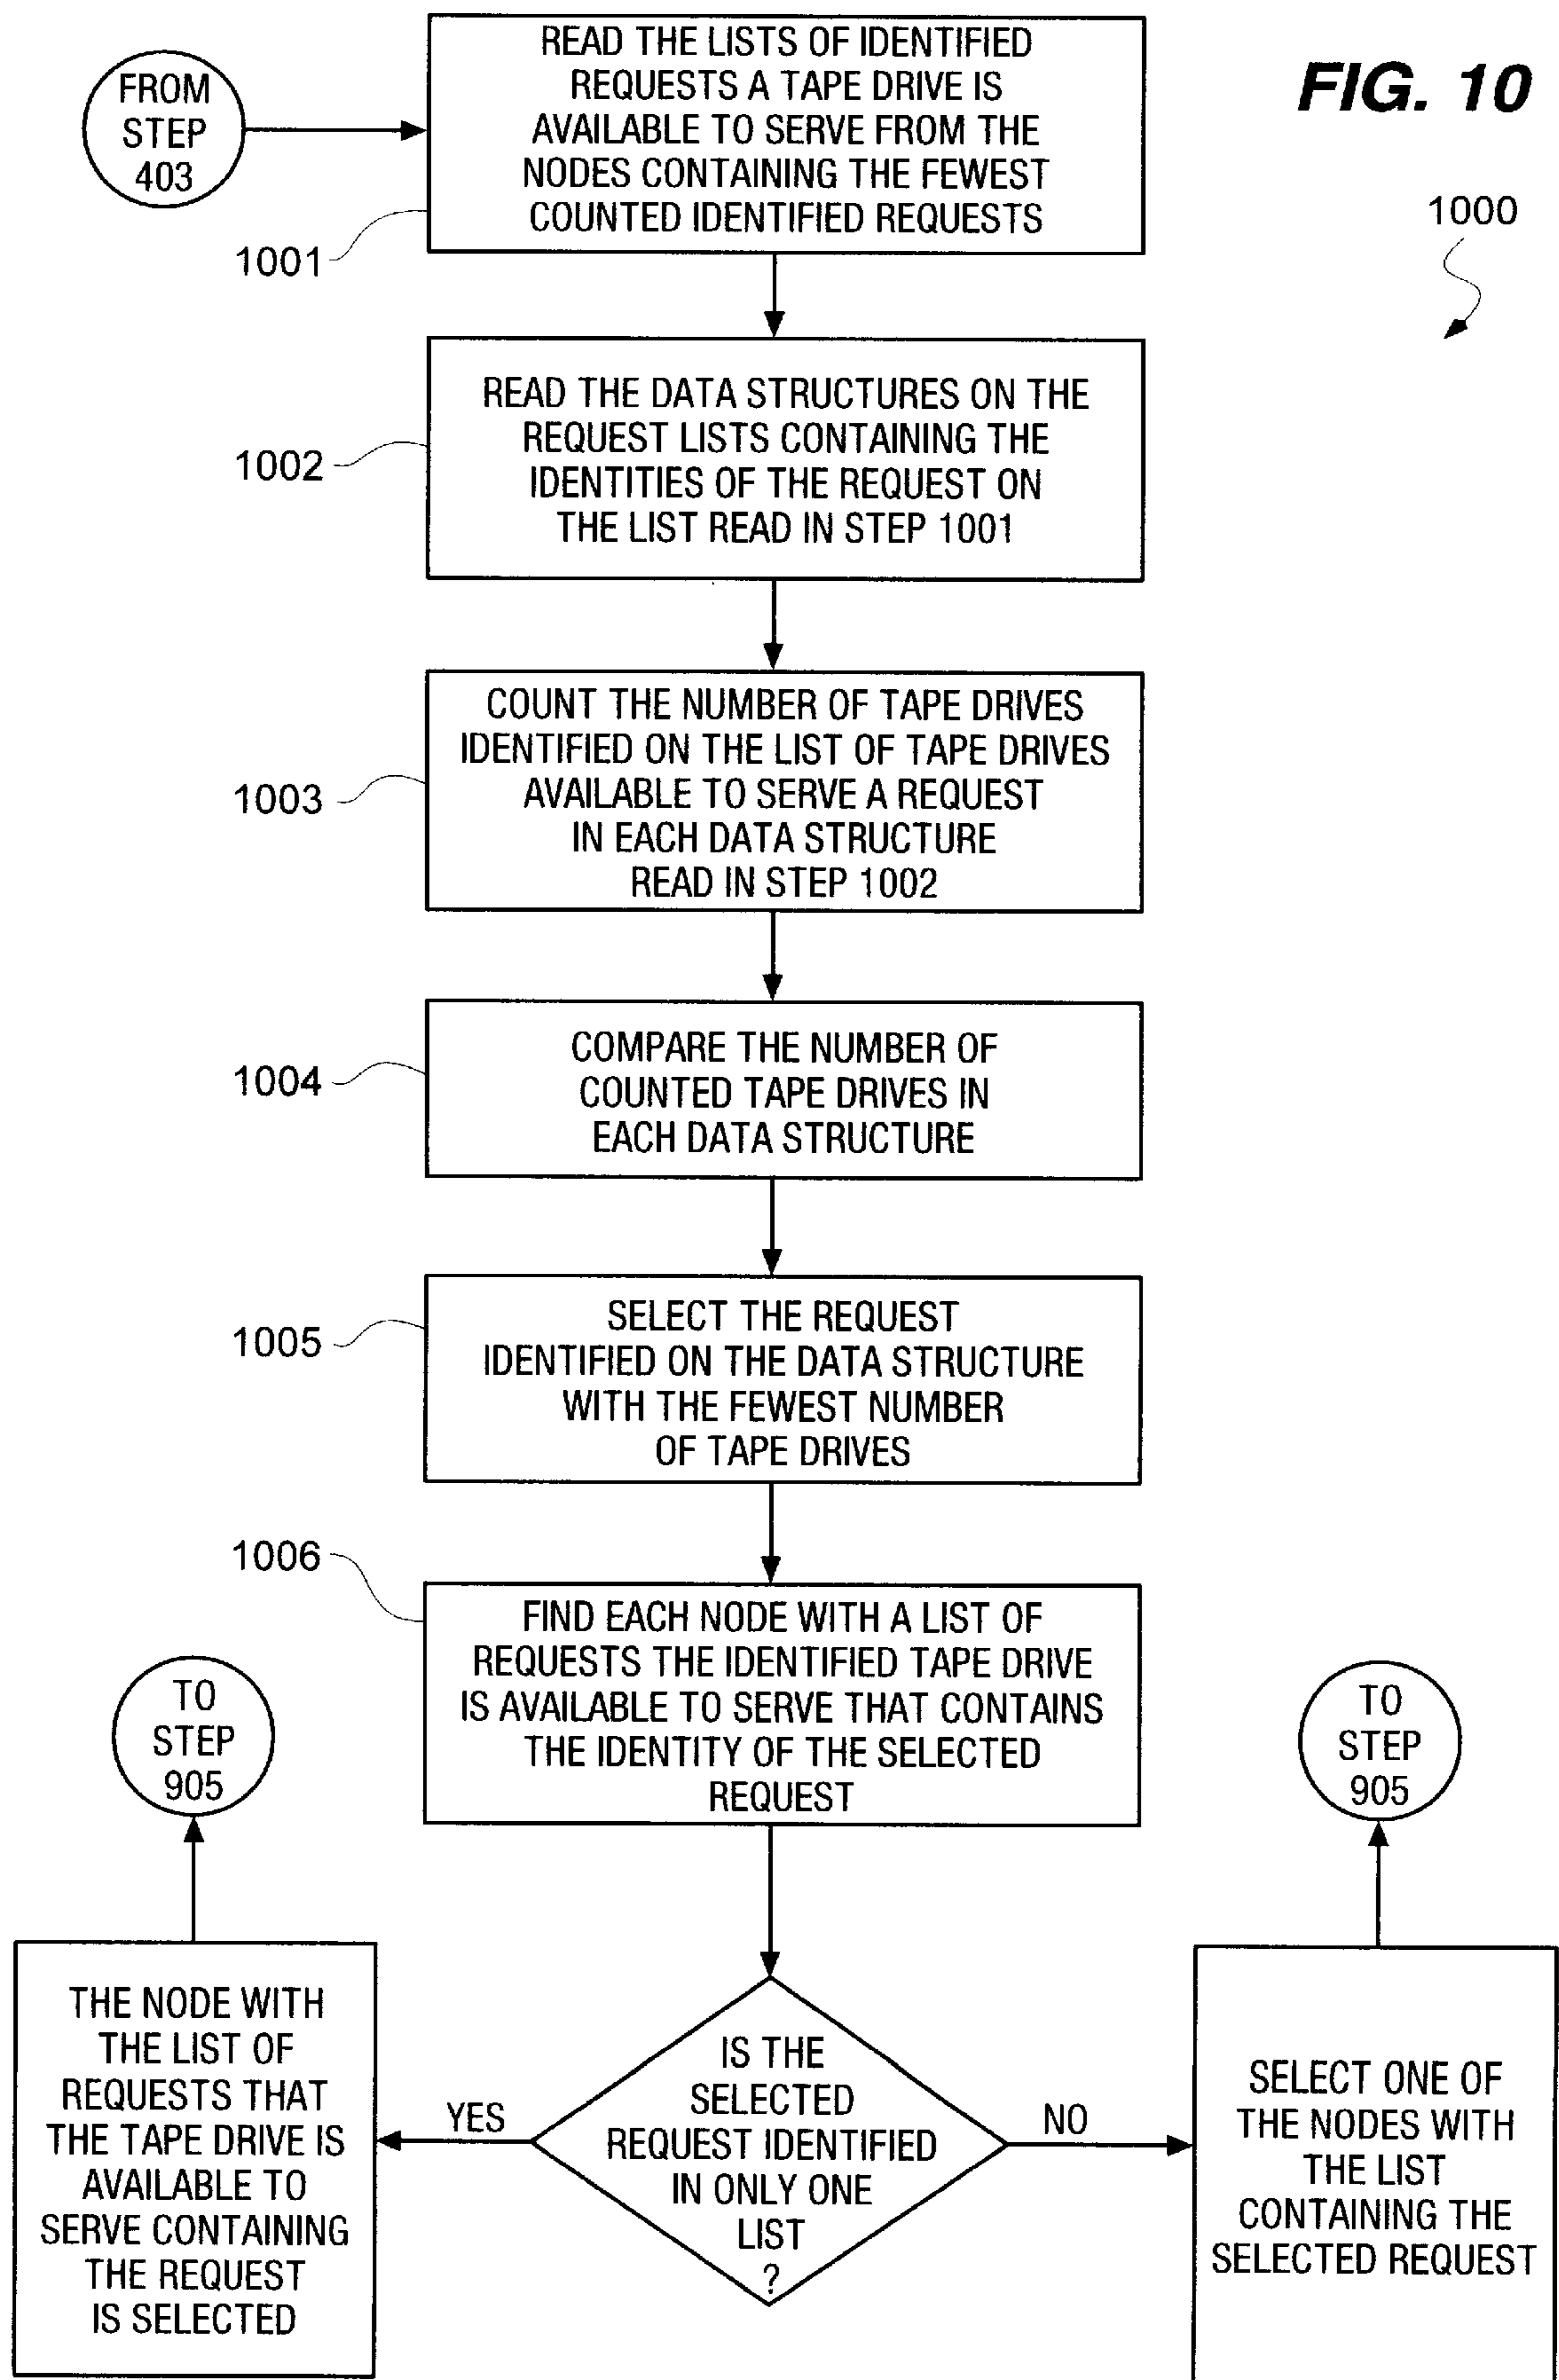 FIG. 10
1000
FROM
STEP
403
READ THE LISTS OF IDENTIFIED
REQUESTS A TAPE DRIVE IS
AVAILABLE TO SERVE FROM THE
NODES CONTAINING THE FEWEST
COUNTED IDENTIFIED REQUESTS
1001
READ THE DATA STRUCTURES ON THE
REQUEST LISTS CONTAINING THE
IDENTITIES OF THE REQUEST ON
THE LIST READ IN STEP 1001
1002
COUNT THE NUMBER OF TAPE DRIVES
IDENTIFIED ON THE LIST OF TAPE DRIVES
AVAILABLE TO SERVE A REQUEST
IN EACH DATA STRUCTURE
READ IN STEP 1002
1003
COMPARE THE NUMBER OF
COUNTED TAPE DRIVES IN
EACH DATA STRUCTURE
1004
SELECT THE REQUEST
IDENTIFIED ON THE DATA STRUCTURE
WITH THE FEWEST NUMBER
OF TAPE DRIVES
1005
1006
FIND EACH NODE WITH A LIST OF
REQUESTS THE IDENTIFIED TAPE DRIVE
IS AVAILABLE TO SERVE THAT CONTAINS
THE IDENTITY OF THE SELECTED
REQUEST
IS THE
SELECTED
REQUEST IDENTIFIED
IN ONLY ONE
LIST
?
YES
THE NODE WITH
THE LIST OF
REQUESTS THAT
THE TAPE DRIVE IS
AVAILABLE TO
SERVE CONTAINING
THE REQUEST
IS SELECTED
TO
STEP
905
NO
SELECT ONE OF
THE NODES WITH
THE LIST
CONTAINING THE
SELECTED REQUEST
TO
STEP
905